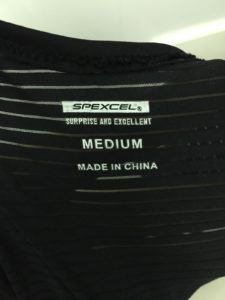 SPEXCEL®
SURPRISE AND EXCELLENT
MEDIUM
MADE IN CHINA